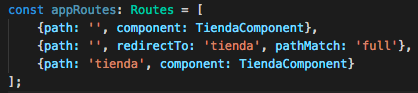 const appRoutes: Routes = [
    {path: '', component: TiendaComponent},
    {path: '', redirectTo: 'tienda', pathMatch: 'full'},
    {path: 'tienda', component: TiendaComponent}
];